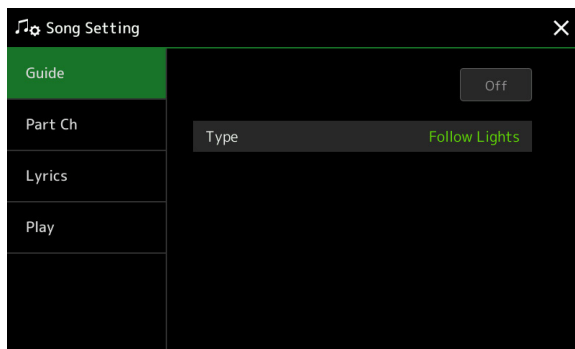 Song Setting
Guide
Off
Part Ch
Type Follow Lights
Lyrics
Play